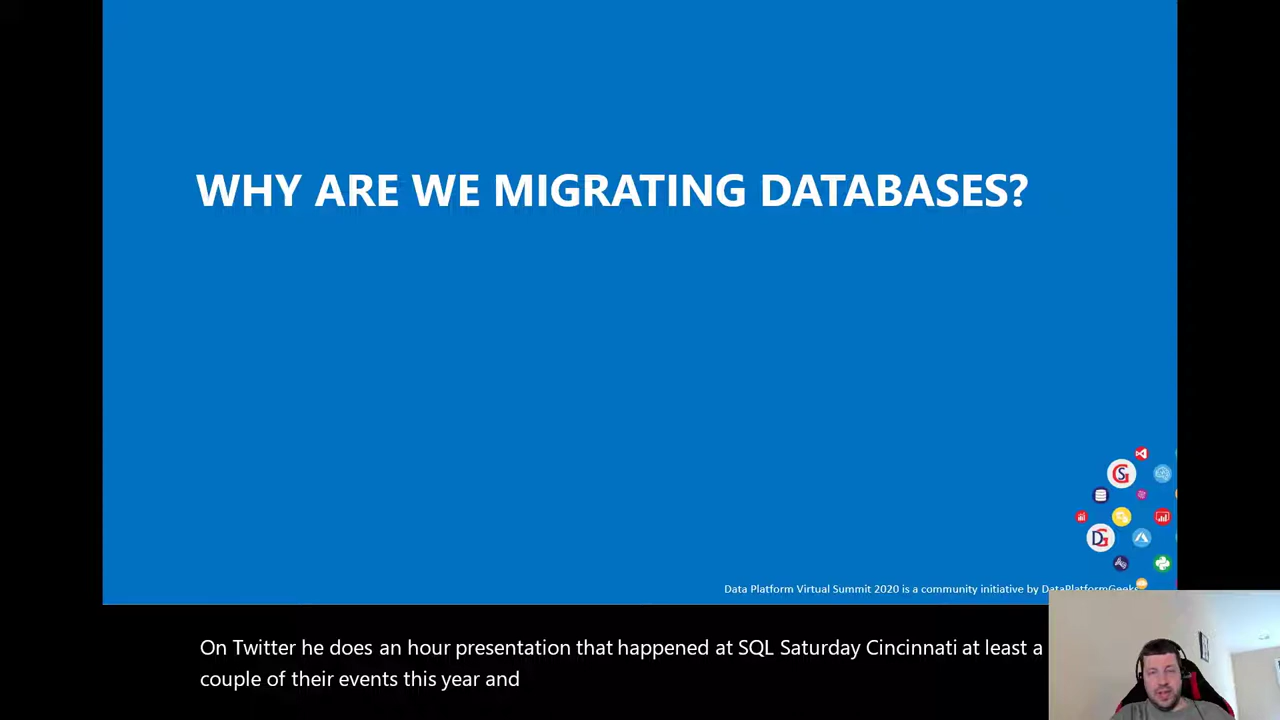 WHY ARE WE MIGRATING DATABASES?
Data Platform Virtual Summit 2020 is a community initiative by DataPlatformGeeks
On Twitter he does an hour presentation that happened at SQL Saturday Cincinnati at least a
couple of their events this year and